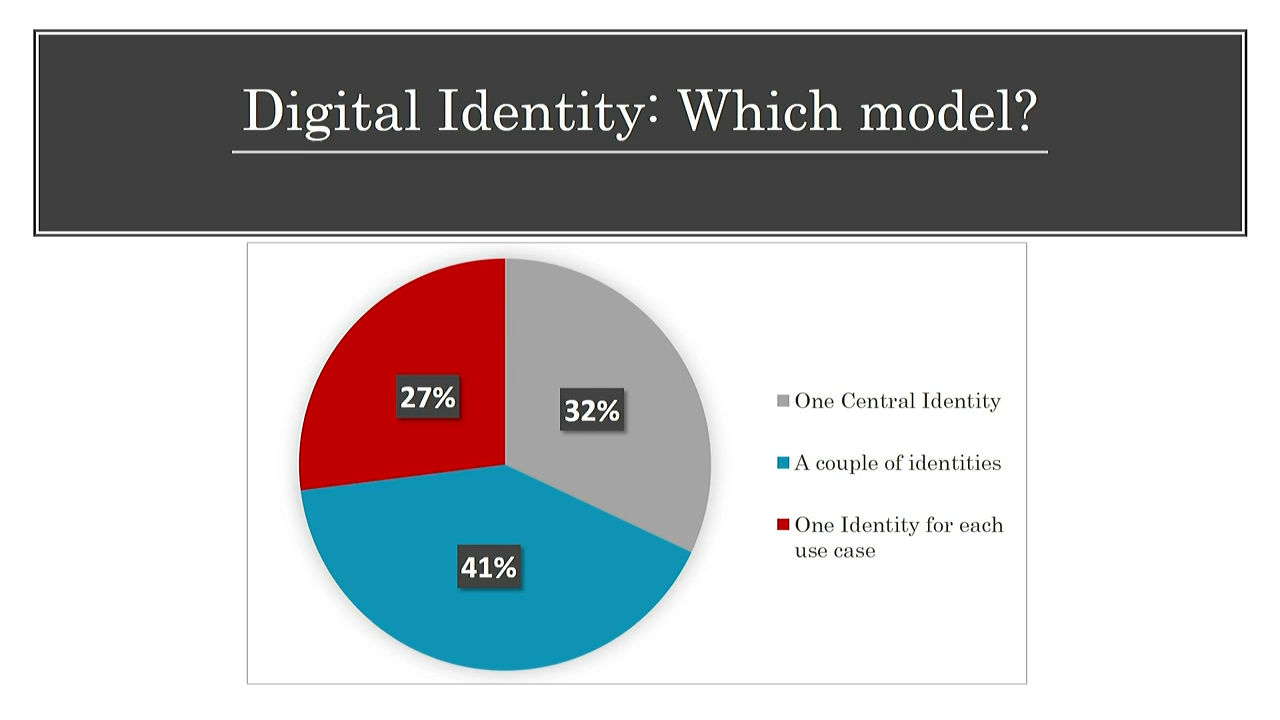 Digital Identity: Which model?
27%
32%
41%
One Central Identity
A couple of identities
One Identity for each
use case